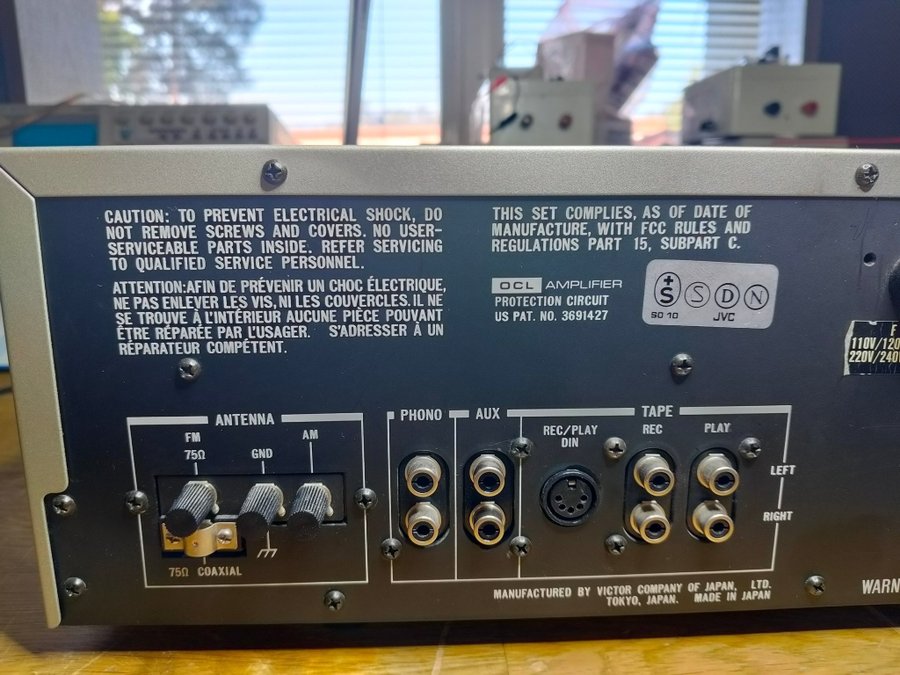 CAUTION: TO PREVENT ELECTRICAL SHOCK, DO
NOT REMOVE SCREWS AND COVERS. NO USER-
SERVICEABLE PARTS INSIDE. REFER SERVICING
TO QUALIFIED SERVICE PERSONNEL.
ATTENTION:AFIN DE PRÉVENIR UN CHOC ÉLECTRIQUE,
NE PAS ENLEVER LES VIS, NI LES COUVERCLES. IL NE
SE TROUVE À L'INTÉRIEUR AUCUNE PIÈCE POUVANT
ÊTRE RÉPARÉE PAR L'USAGER. S'ADRESSER À UN
RÉPARATEUR COMPÉTENT.
THIS SET COMPLIES, AS OF DATE OF
MANUFACTURE, WITH FCC RULES AND
REGULATIONS PART 15, SUBPART C.
OCL AMPLIFIER
PROTECTION CIRCUIT
US PAT. NO. 3691427
S S D N
SO 10 JVC
F
110V/120
220V/240V
ANTENNA
FM
75Ω
GND
AM
75Ω COAXIAL
PHONO
AUX
TAPE
REC/PLAY
DIN
REC
PLAY
LEFT
RIGHT
MANUFACTURED BY VICTOR COMPANY OF JAPAN, LTD.
TOKYO, JAPAN. MADE IN JAPAN
WARN